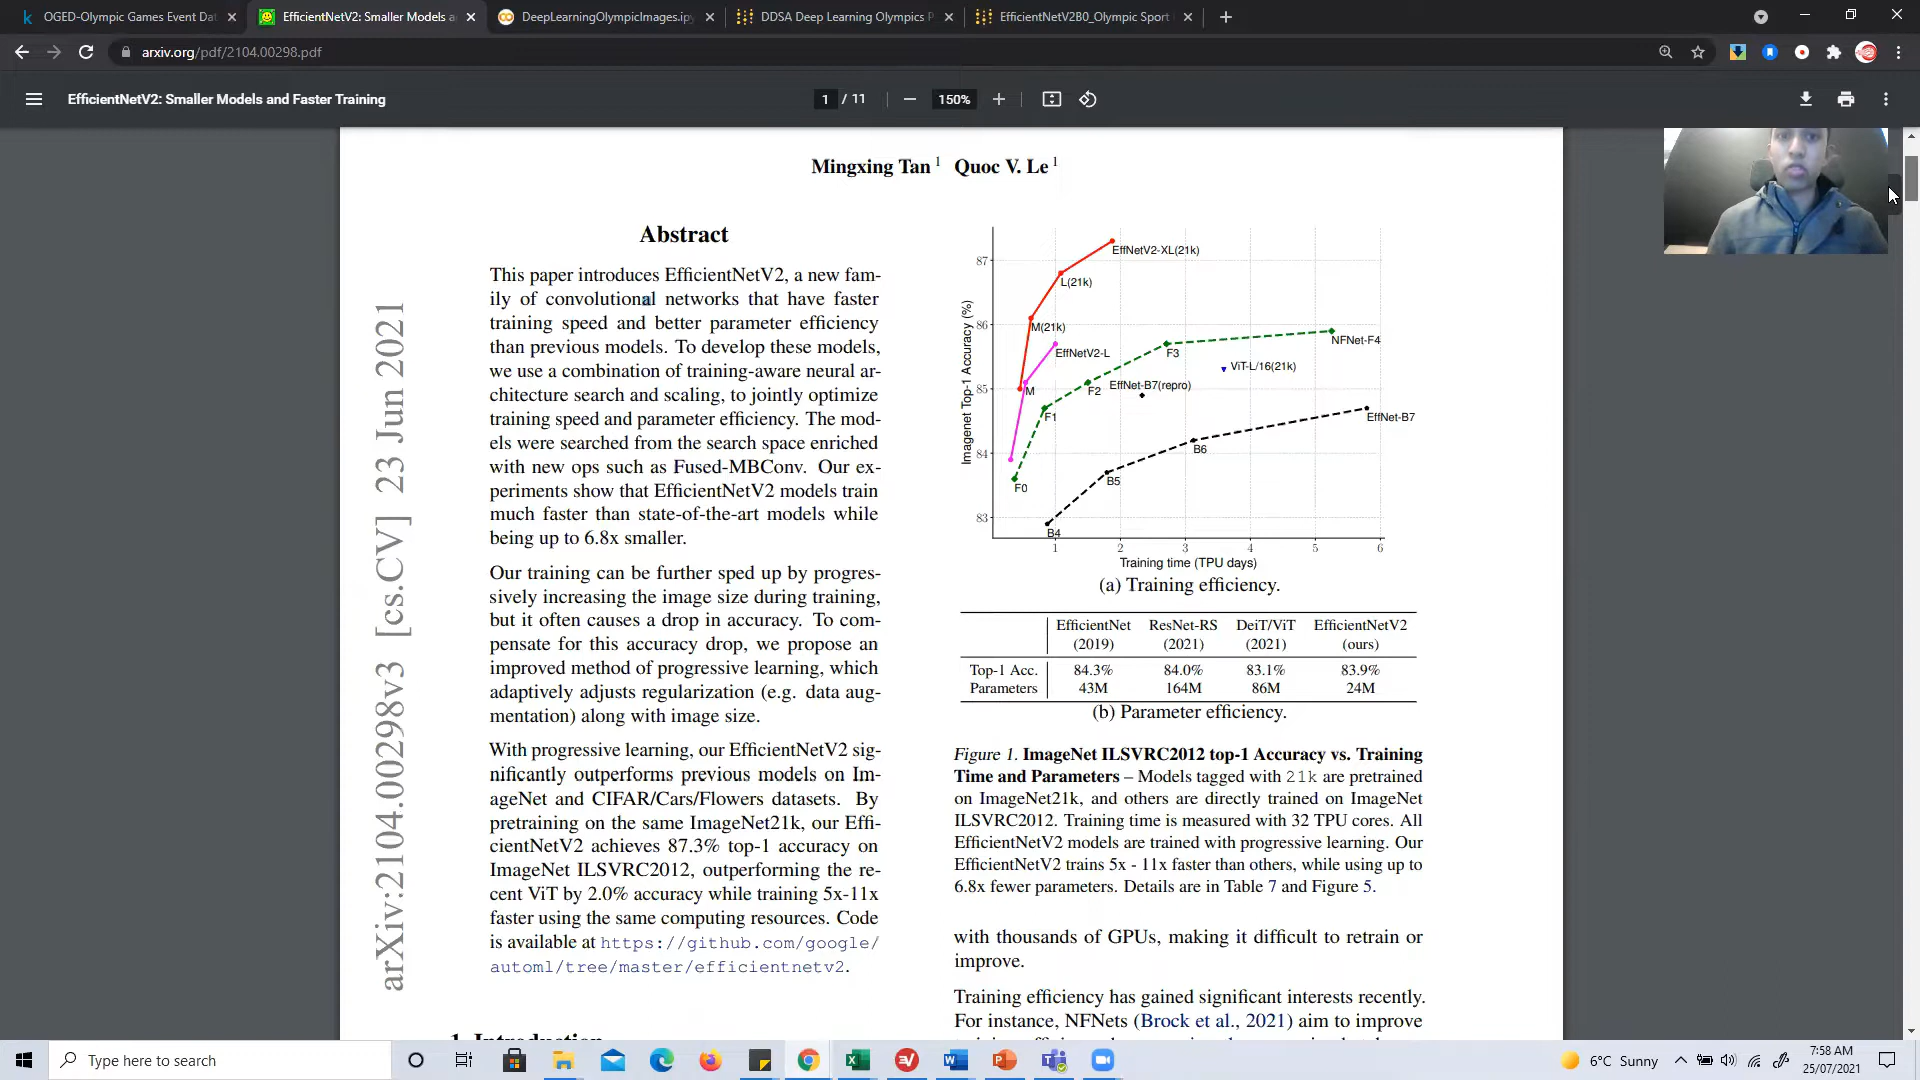 OGED-Olympic Games Event Dat
EfficientNetV2: Smaller Models a
DeepLearningOlympicImages.ipy
DDSA Deep Learning Olympics P
EfficientNetV2B0_Olympic Sport
arxiv.org/pdf/2104.00298.pdf
EfficientNetV2: Smaller Models and Faster Training
1 / 11
150%
Mingxing Tan 1 Quoc V. Le 1
arXiv:2104.00298v3 [cs.CV] 23 Jun 2021
Abstract
This paper introduces EfficientNetV2, a new fam-
ily of convolutional networks that have faster
training speed and better parameter efficiency
than previous models. To develop these models,
we use a combination of training-aware neural ar-
chitecture search and scaling, to jointly optimize
training speed and parameter efficiency. The mod-
els were searched from the search space enriched
with new ops such as Fused-MBConv. Our ex-
periments show that EfficientNetV2 models train
much faster than state-of-the-art models while
being up to 6.8x smaller.
Our training can be further sped up by progres-
sively increasing the image size during training,
but it often causes a drop in accuracy. To com-
pensate for this accuracy drop, we propose an
improved method of progressive learning, which
adaptively adjusts regularization (e.g. data aug-
mentation) along with image size.
With progressive learning, our EfficientNetV2 sig-
nificantly outperforms previous models on Im-
ageNet and CIFAR/Cars/Flowers datasets. By
pretraining on the same ImageNet21k, our Effi-
cientNetV2 achieves 87.3% top-1 accuracy on
ImageNet ILSVRC2012, outperforming the re-
cent ViT by 2.0% accuracy while training 5x-11x
faster using the same computing resources. Code
is available at https://github.com/google/
automl/tree/master/efficientnetv2.
1. Introduction
Imagenet Top-1 Accuracy (%)
87
86
85
84
83
EffNetV2-XL(21k)
L(21k)
M(21k)
EffNetV2-L
M
NFNet-F4
F3
ViT-L/16(21k)
F2
EffNet-B7(repro)
F1
EffNet-B7
B6
B5
F0
B4
1 2 3 4 5 6
Training time (TPU days)
(a) Training efficiency.
EfficientNet ResNet-RS DeiT/ViT EfficientNetV2
(2019) (2021) (2021) (ours)
Top-1 Acc. 84.3% 84.0% 83.1% 83.9%
Parameters 43M 164M 86M 24M
(b) Parameter efficiency.
Figure 1. ImageNet ILSVRC2012 top-1 Accuracy vs. Training
Time and Parameters – Models tagged with 21k are pretrained
on ImageNet21k, and others are directly trained on ImageNet
ILSVRC2012. Training time is measured with 32 TPU cores. All
EfficientNetV2 models are trained with progressive learning. Our
EfficientNetV2 trains 5x - 11x faster than others, while using up to
6.8x fewer parameters. Details are in Table 7 and Figure 5.
with thousands of GPUs, making it difficult to retrain or
improve.
Training efficiency has gained significant interests recently.
For instance, NFNets (Brock et al., 2021) aim to improve
Type here to search
6°C Sunny
7:58 AM
25/07/2021